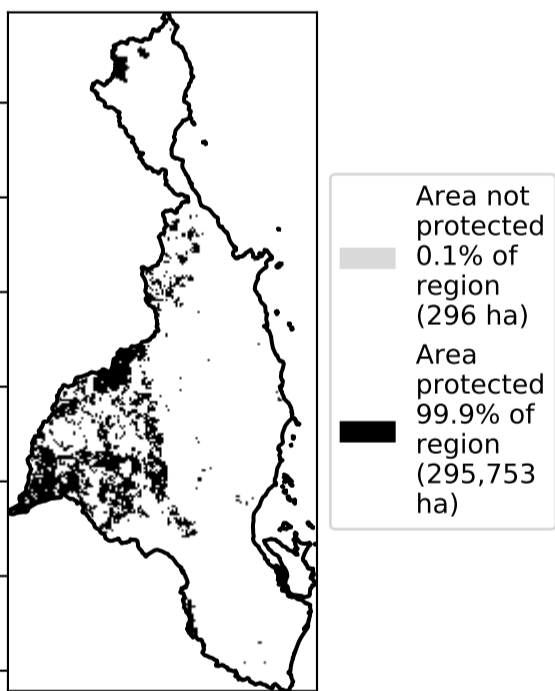 Area not
protected
0.1% of
region
(296 ha)
Area
protected
99.9% of
region
(295,753
ha)